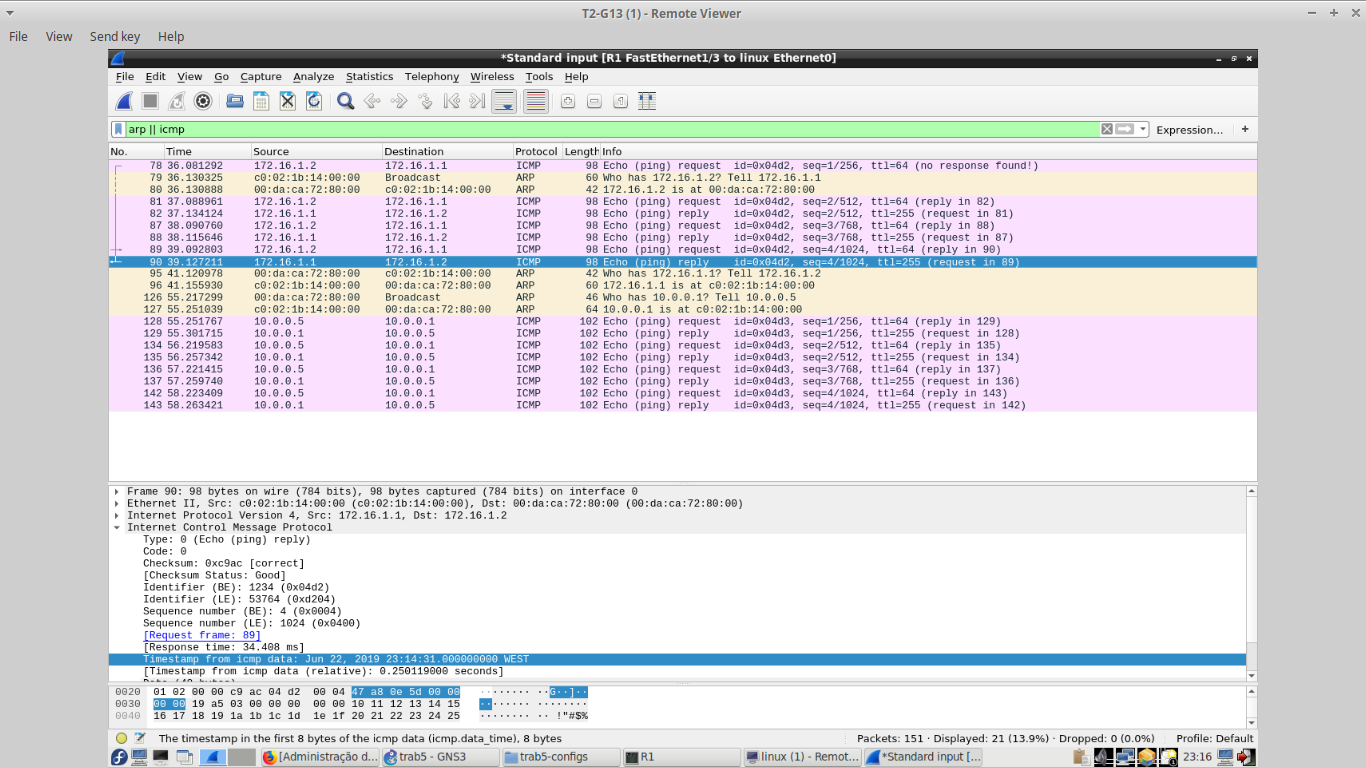 T2-G13 (1) - Remote Viewer
File View Send key Help
*Standard input [R1 FastEthernet1/3 to linux Ethernet0]
File Edit View Go Capture Analyze Statistics Telephony Wireless Tools Help
arp || icmp Expression... +
No. Time Source Destination Protocol Length Info
78 36.081292 172.16.1.2 172.16.1.1 ICMP 98 Echo (ping) request id=0x04d2, seq=1/256, ttl=64 (no response found!)
79 36.130325 c0:02:1b:14:00:00 Broadcast ARP 60 Who has 172.16.1.2? Tell 172.16.1.1
80 36.130888 00:da:ca:72:80:00 c0:02:1b:14:00:00 ARP 42 172.16.1.2 is at 00:da:ca:72:80:00
81 37.088961 172.16.1.2 172.16.1.1 ICMP 98 Echo (ping) request id=0x04d2, seq=2/512, ttl=64 (reply in 82)
82 37.134124 172.16.1.1 172.16.1.2 ICMP 98 Echo (ping) reply id=0x04d2, seq=2/512, ttl=255 (request in 81)
87 38.090760 172.16.1.2 172.16.1.1 ICMP 98 Echo (ping) request id=0x04d2, seq=3/768, ttl=64 (reply in 88)
88 38.115646 172.16.1.1 172.16.1.2 ICMP 98 Echo (ping) reply id=0x04d2, seq=3/768, ttl=255 (request in 87)
89 39.092803 172.16.1.2 172.16.1.1 ICMP 98 Echo (ping) request id=0x04d2, seq=4/1024, ttl=64 (reply in 90)
90 39.127211 172.16.1.1 172.16.1.2 ICMP 98 Echo (ping) reply id=0x04d2, seq=4/1024, ttl=255 (request in 89)
95 41.120978 00:da:ca:72:80:00 c0:02:1b:14:00:00 ARP 42 Who has 172.16.1.1? Tell 172.16.1.2
96 41.155930 c0:02:1b:14:00:00 00:da:ca:72:80:00 ARP 60 172.16.1.1 is at c0:02:1b:14:00:00
126 55.217299 00:da:ca:72:80:00 Broadcast ARP 46 Who has 10.0.0.1? Tell 10.0.0.5
127 55.251039 c0:02:1b:14:00:00 00:da:ca:72:80:00 ARP 64 10.0.0.1 is at c0:02:1b:14:00:00
128 55.251767 10.0.0.5 10.0.0.1 ICMP 102 Echo (ping) request id=0x04d3, seq=1/256, ttl=64 (reply in 129)
129 55.301715 10.0.0.1 10.0.0.5 ICMP 102 Echo (ping) reply id=0x04d3, seq=1/256, ttl=255 (request in 128)
134 56.219583 10.0.0.5 10.0.0.1 ICMP 102 Echo (ping) request id=0x04d3, seq=2/512, ttl=64 (reply in 135)
135 56.257342 10.0.0.1 10.0.0.5 ICMP 102 Echo (ping) reply id=0x04d3, seq=2/512, ttl=255 (request in 134)
136 57.221415 10.0.0.5 10.0.0.1 ICMP 102 Echo (ping) request id=0x04d3, seq=3/768, ttl=64 (reply in 137)
137 57.259740 10.0.0.1 10.0.0.5 ICMP 102 Echo (ping) reply id=0x04d3, seq=3/768, ttl=255 (request in 136)
142 58.223409 10.0.0.5 10.0.0.1 ICMP 102 Echo (ping) request id=0x04d3, seq=4/1024, ttl=64 (reply in 143)
143 58.263421 10.0.0.1 10.0.0.5 ICMP 102 Echo (ping) reply id=0x04d3, seq=4/1024, ttl=255 (request in 142)
Frame 90: 98 bytes on wire (784 bits), 98 bytes captured (784 bits) on interface 0
Ethernet II, Src: c0:02:1b:14:00:00 (c0:02:1b:14:00:00), Dst: 00:da:ca:72:80:00 (00:da:ca:72:80:00)
Internet Protocol Version 4, Src: 172.16.1.1, Dst: 172.16.1.2
Internet Control Message Protocol
Type: 0 (Echo (ping) reply)
Code: 0
Checksum: 0xc9ac [correct]
[Checksum Status: Good]
Identifier (BE): 1234 (0x04d2)
Identifier (LE): 53764 (0xd204)
Sequence number (BE): 4 (0x0004)
Sequence number (LE): 1024 (0x0400)
[Request frame: 89]
[Response time: 34.408 ms]
Timestamp from icmp data: Jun 22, 2019 23:14:31.000000000 WEST
[Timestamp from icmp data (relative): 0.250119000 seconds]
0020 01 02 00 00 c9 ac 04 d2 00 04 47 a8 0e 5d 00 00 ········ ··G··]··
0030 00 00 19 a5 03 00 00 00 00 00 10 11 12 13 14 15 ········ ········
0040 16 17 18 19 1a 1b 1c 1d 1e 1f 20 21 22 23 24 25 ········ ·· !"#$%
The timestamp in the first 8 bytes of the icmp data (icmp.data_time), 8 bytes Packets: 151 · Displayed: 21 (13.9%) · Dropped: 0 (0.0%) Profile: Default
[Administração d... trab5 - GNS3 trab5-configs R1 linux (1) - Remot... *Standard input [... 23:16